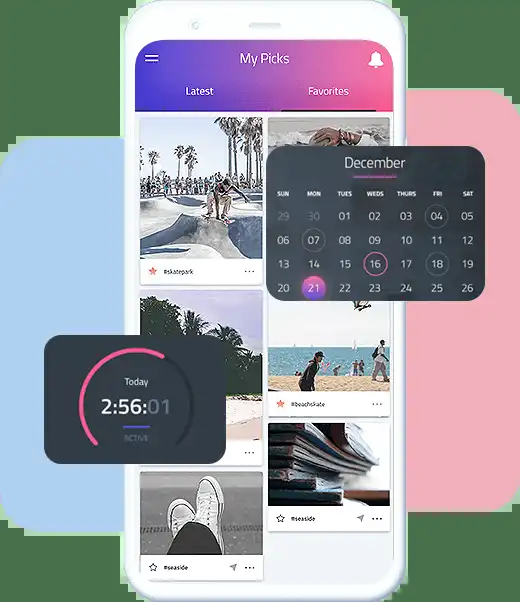 My Picks
Latest Favorites
December
SUN MON TUES WEDS THURS FRI SAT
29 30 01 02 03 04 05
06 07 08 09 10 11 12
13 14 15 16 17 18 19
20 21 22 23 24 25 26
#skatepark
Today
2:56:01
ACTIVE
#beachskate
#seaside
#seaside